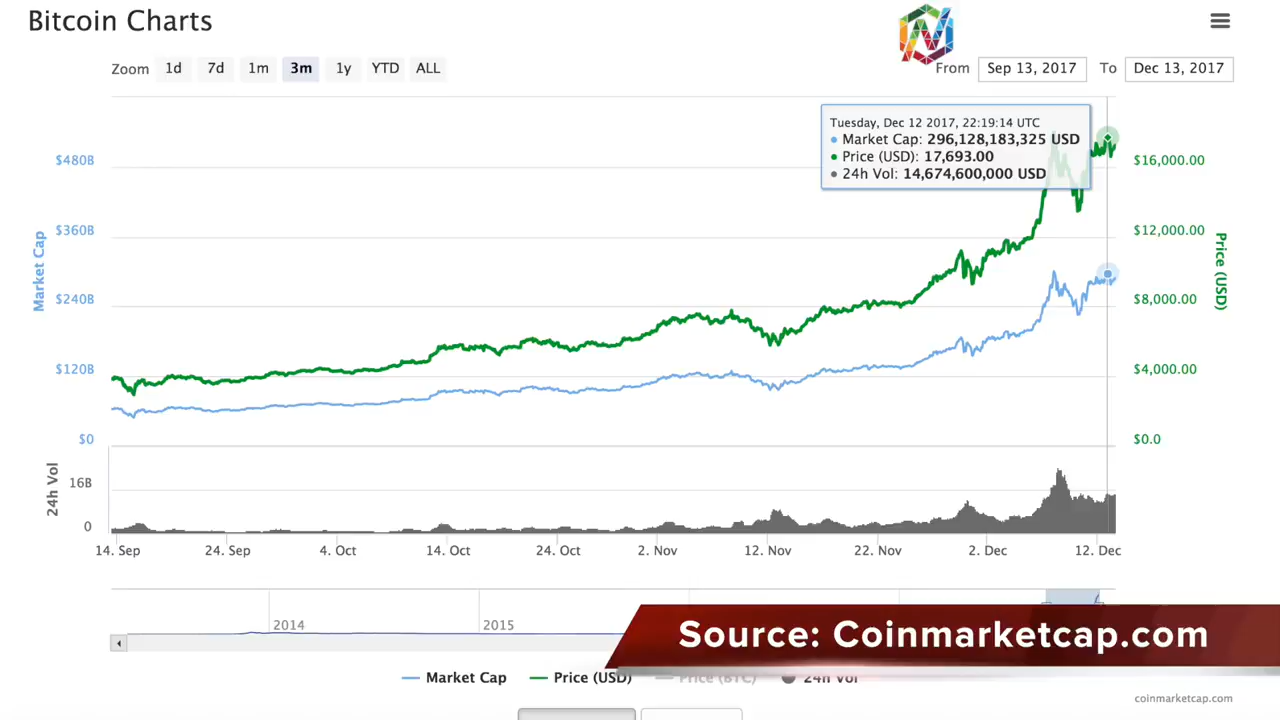 Bitcoin Charts
Zoom 1d 7d 1m 3m 1y YTD ALL
From Sep 13, 2017 To Dec 13, 2017
Tuesday, Dec 12 2017, 22:19:14 UTC
Market Cap: 296,128,183,325 USD
Price (USD): 17,693.00
24h Vol: 14,674,600,000 USD
$480B
$360B
$240B
$120B
$0
Market Cap
$16,000.00
$12,000.00
$8,000.00
$4,000.00
$0.0
Price (USD)
24h Vol
16B
0
14. Sep 24. Sep 4. Oct 14. Oct 24. Oct 2. Nov 12. Nov 22. Nov 2. Dec 12. Dec
2014 2015
Source: Coinmarketcap.com
Market Cap Price (USD) Price (BTC) 24h Vol
coinmarketcap.com